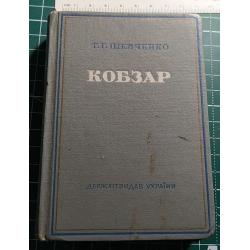 Т.Г. ШЕВЧЕНКО
КОБЗАР
ДЕРЖЛІТВИДАВ УКРАЇНИ